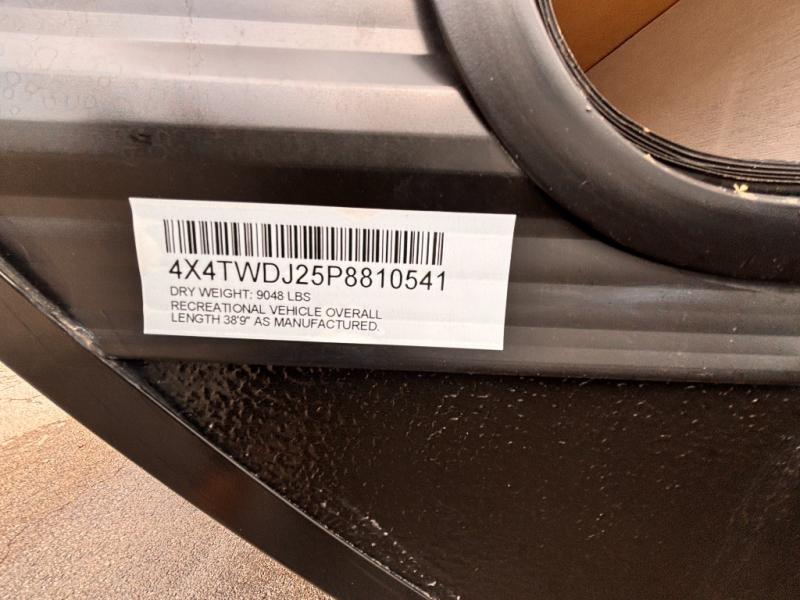 4X4TWDJ25P8810541
DRY WEIGHT: 9048 LBS
RECREATIONAL VEHICLE OVERALL
LENGTH 38'9" AS MANUFACTURED.